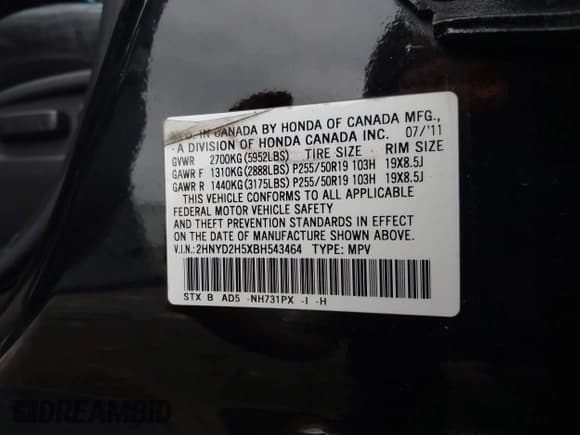 IN CANADA BY HONDA OF CANADA MFG.,
A DIVISION OF HONDA CANADA INC. 07/'11
GVWR 2700KG(5952LBS) TIRE SIZE RIM SIZE
GAWR F 1310KG(2888LBS)P255/50R19 103H 19X8.5J
GAWR R 1440KG(3175LBS)P255/50R19 103H 19X8.5J
THIS VEHICLE CONFORMS TO ALL APPLICABLE
FEDERAL MOTOR VEHICLE SAFETY
AND THEFT PREVENTION STANDARDS IN EFFECT
ON THE DATE OF MANUFACTURE SHOWN ABOVE.
V.I.N.: 2HNYD2H5XBH543464 TYPE: MPV
STX B AD5 -NH731PX -I -H
DREAMBID